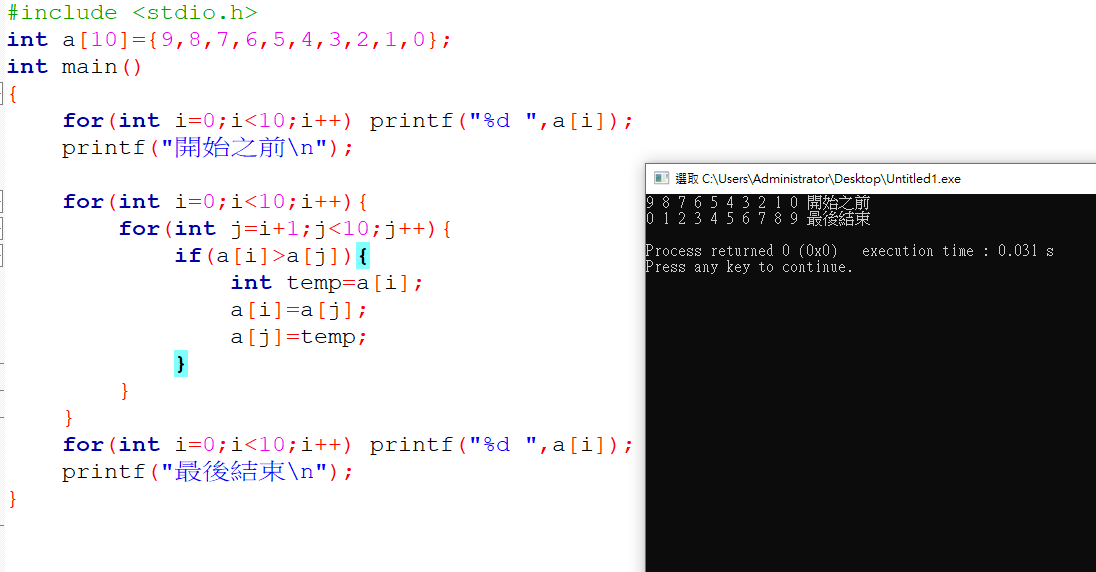 #include <stdio.h>
int a[10]={9,8,7,6,5,4,3,2,1,0};
int main()
{
    for(int i=0;i<10;i++) printf("%d ",a[i]);
    printf("開始之前\n");

    for(int i=0;i<10;i++){
        for(int j=i+1;j<10;j++){
            if(a[i]>a[j]){
                int temp=a[i];
                a[i]=a[j];
                a[j]=temp;
            }
        }
    }
    for(int i=0;i<10;i++) printf("%d ",a[i]);
    printf("最後結束\n");
}
選取 C:\Users\Administrator\Desktop\Untitled1.exe
9 8 7 6 5 4 3 2 1 0 開始之前
0 1 2 3 4 5 6 7 8 9 最後結束

Process returned 0 (0x0)   execution time : 0.031 s
Press any key to continue.